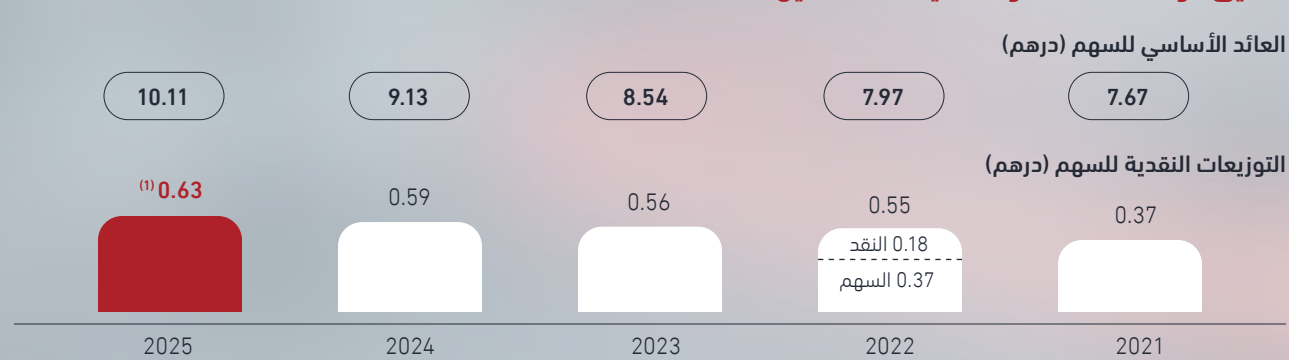 العائد الأساسي للسهم (درهم)
7.67 7.97 8.54 9.13 10.11
التوزيعات النقدية للسهم (درهم)
0.37 0.55 0.56 0.59 0.63 (1)
0.18 النقد
0.37 السهم
2021 2022 2023 2024 2025